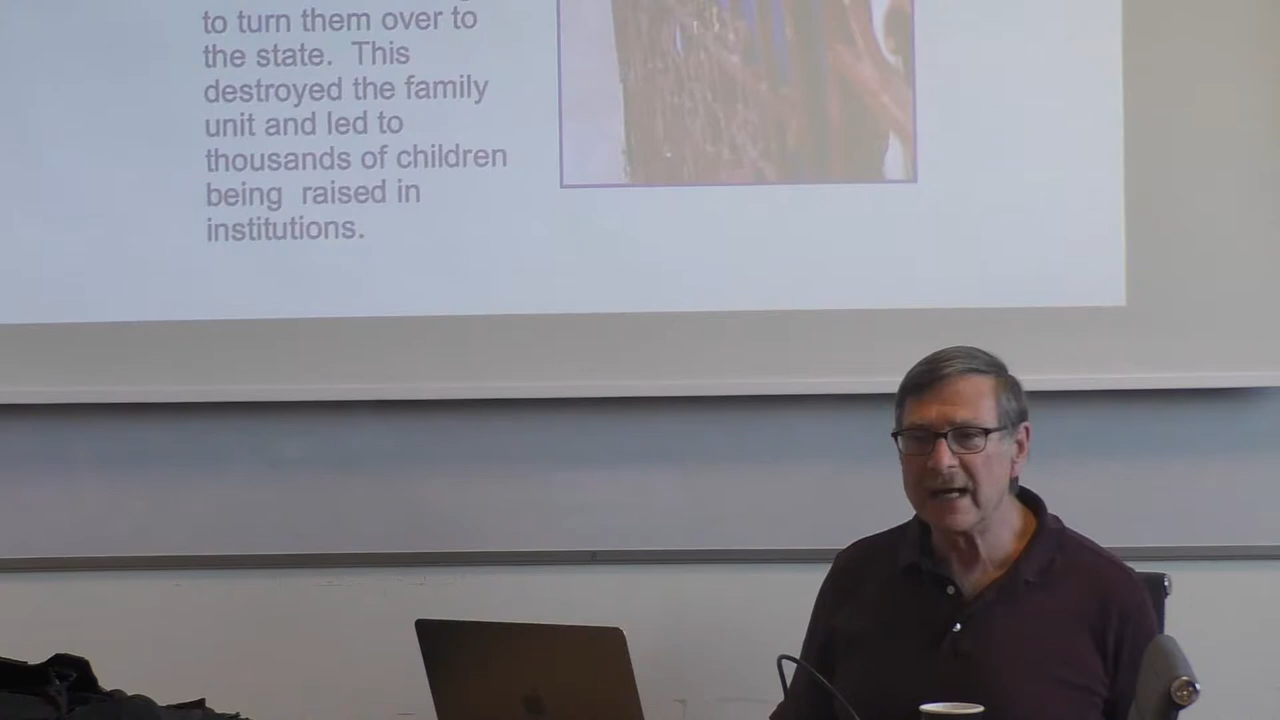 to turn them over to
the state. This
destroyed the family
unit and led to
thousands of children
being raised in
institutions.